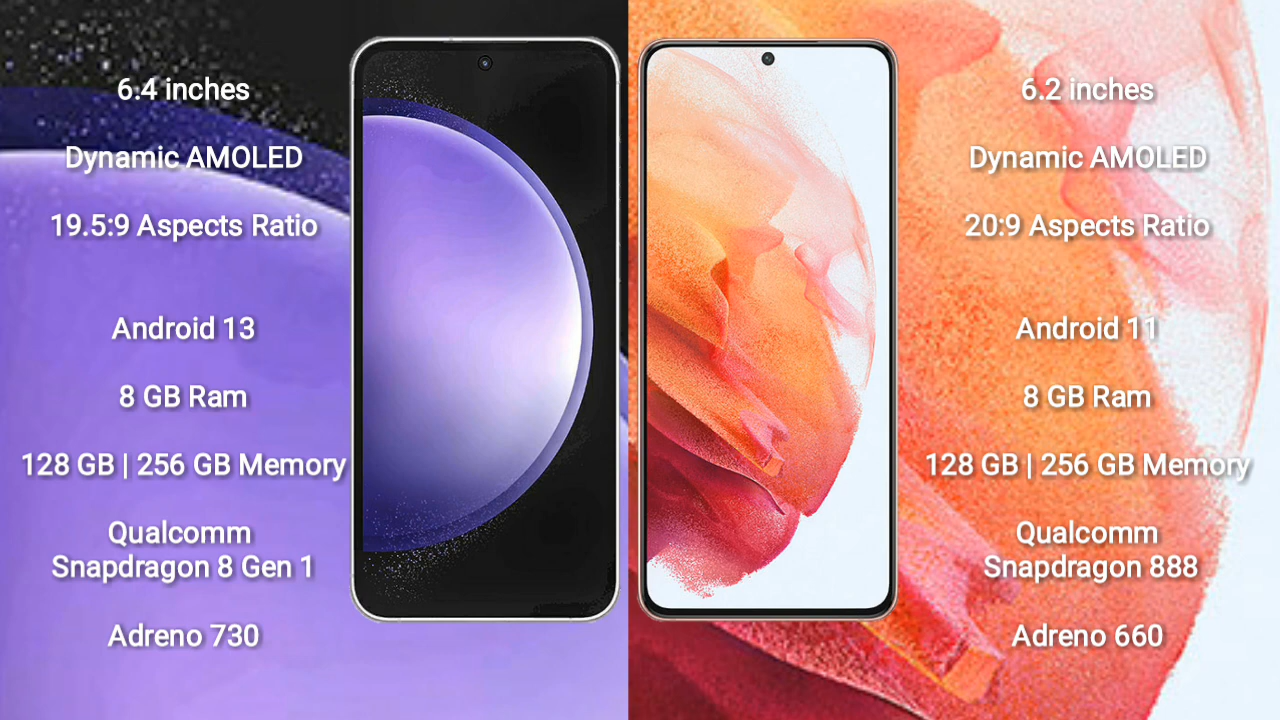 6.4 inches
Dynamic AMOLED
19.5:9 Aspects Ratio
Android 13
8 GB Ram
128 GB | 256 GB Memory
Qualcomm
Snapdragon 8 Gen 1
Adreno 730
6.2 inches
Dynamic AMOLED
20:9 Aspects Ratio
Android 11
8 GB Ram
128 GB | 256 GB Memory
Qualcomm
Snapdragon 888
Adreno 660